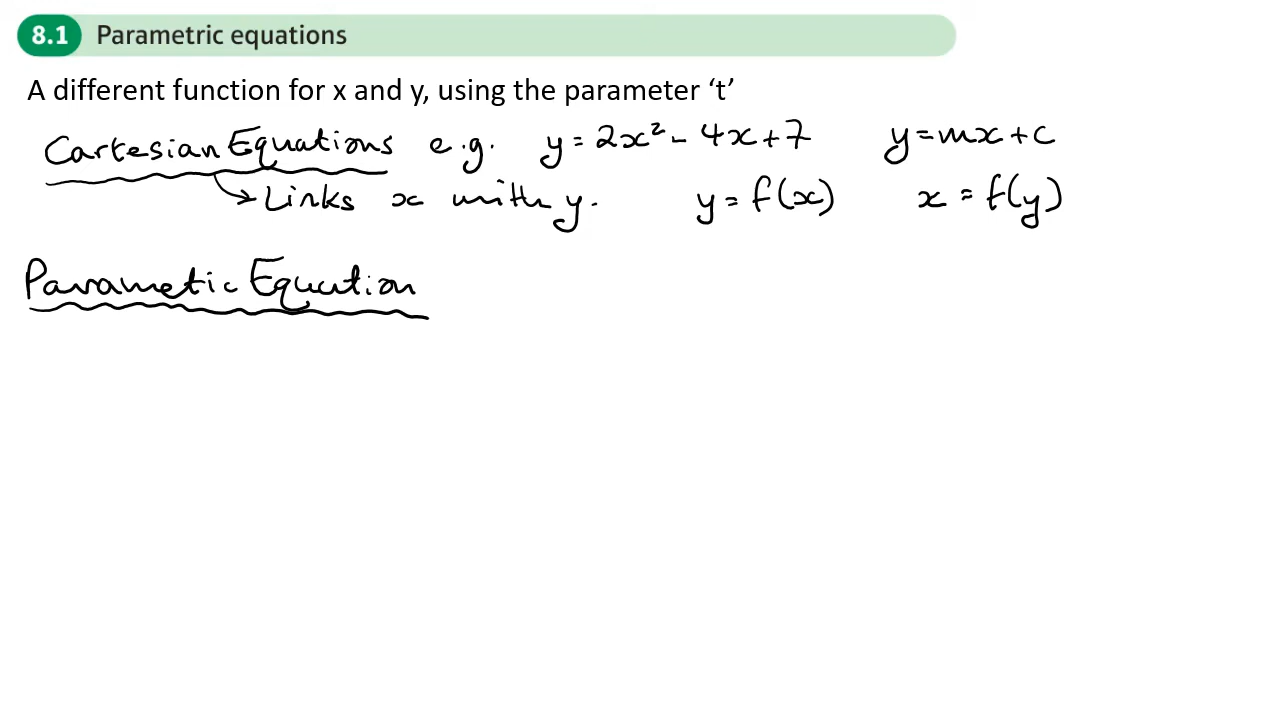 8.1 Parametric equations
A different function for x and y, using the parameter ‘t’
Cartesian Equations e.g. y = 2x² - 4x + 7 y = mx + c
Links x with y. y = f(x) x = f(y)
Parametic Equation